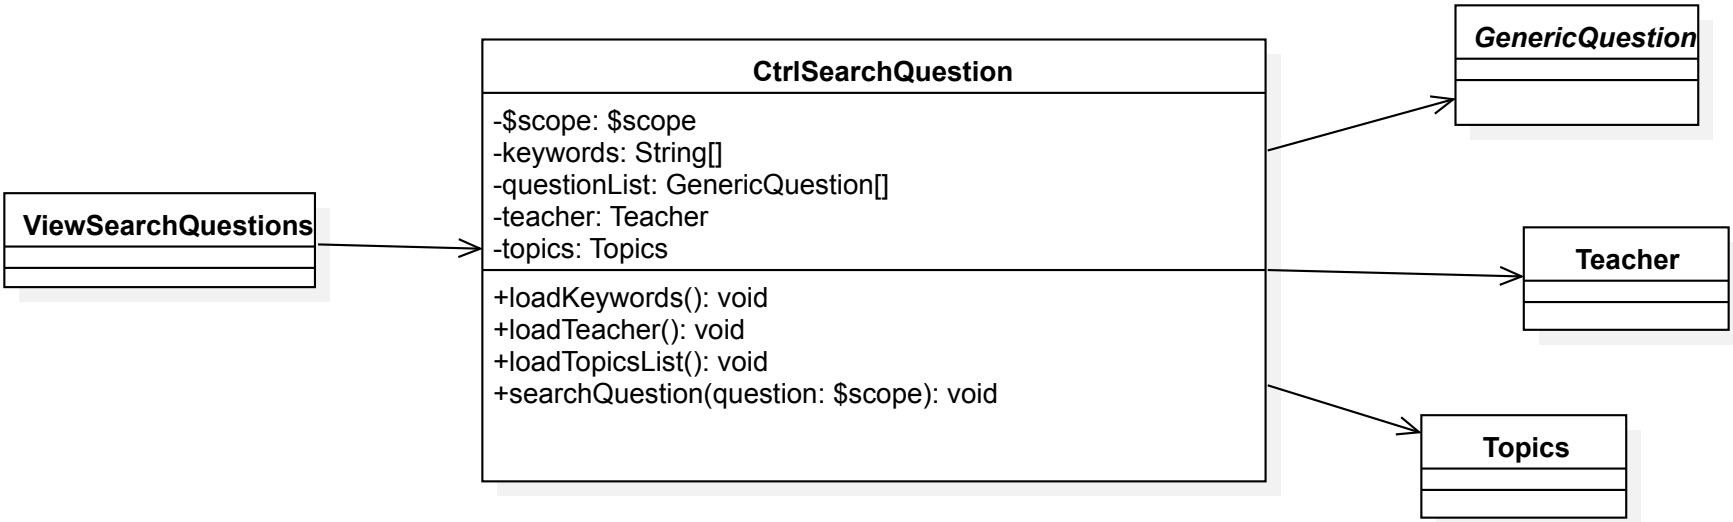 ViewSearchQuestions
CtrlSearchQuestion
-$scope: $scope
-keywords: String[]
-questionList: GenericQuestion[]
-teacher: Teacher
-topics: Topics
+loadKeywords(): void
+loadTeacher(): void
+loadTopicsList(): void
+searchQuestion(question: $scope): void
GenericQuestion
Teacher
Topics